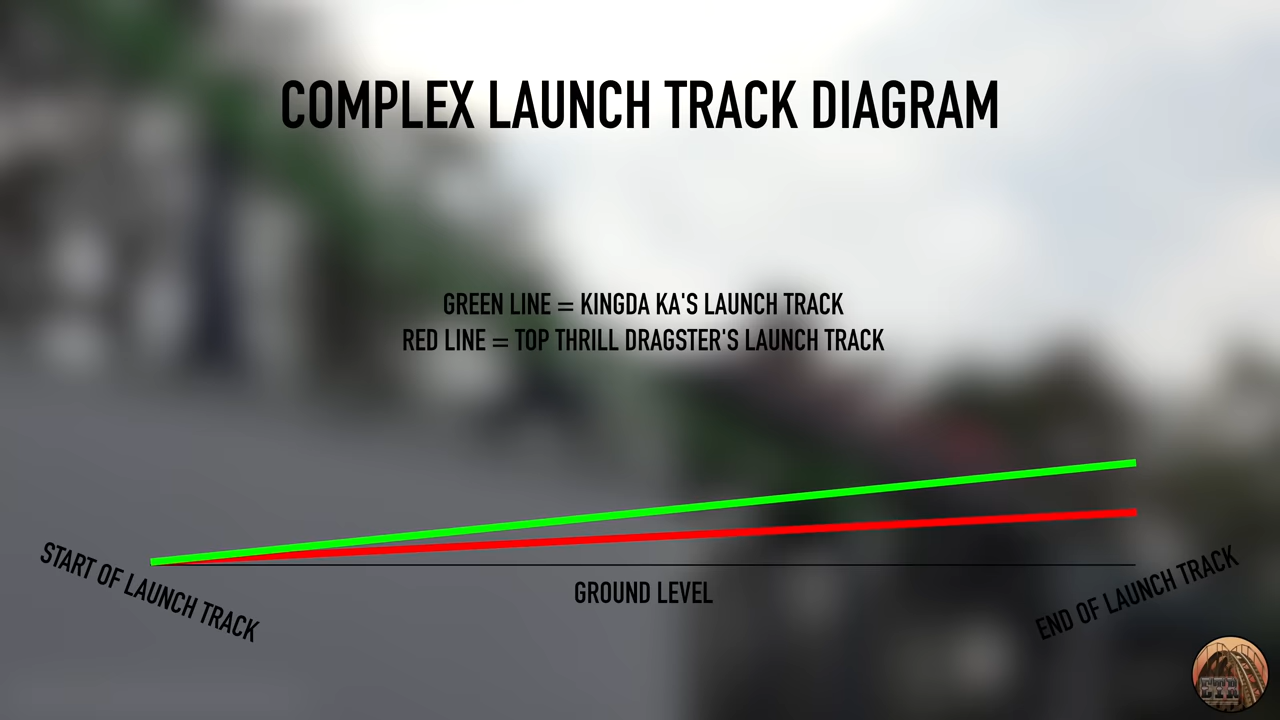 COMPLEX LAUNCH TRACK DIAGRAM
GREEN LINE = KINGDA KA'S LAUNCH TRACK
RED LINE = TOP THRILL DRAGSTER'S LAUNCH TRACK
START OF LAUNCH TRACK
GROUND LEVEL
END OF LAUNCH TRACK